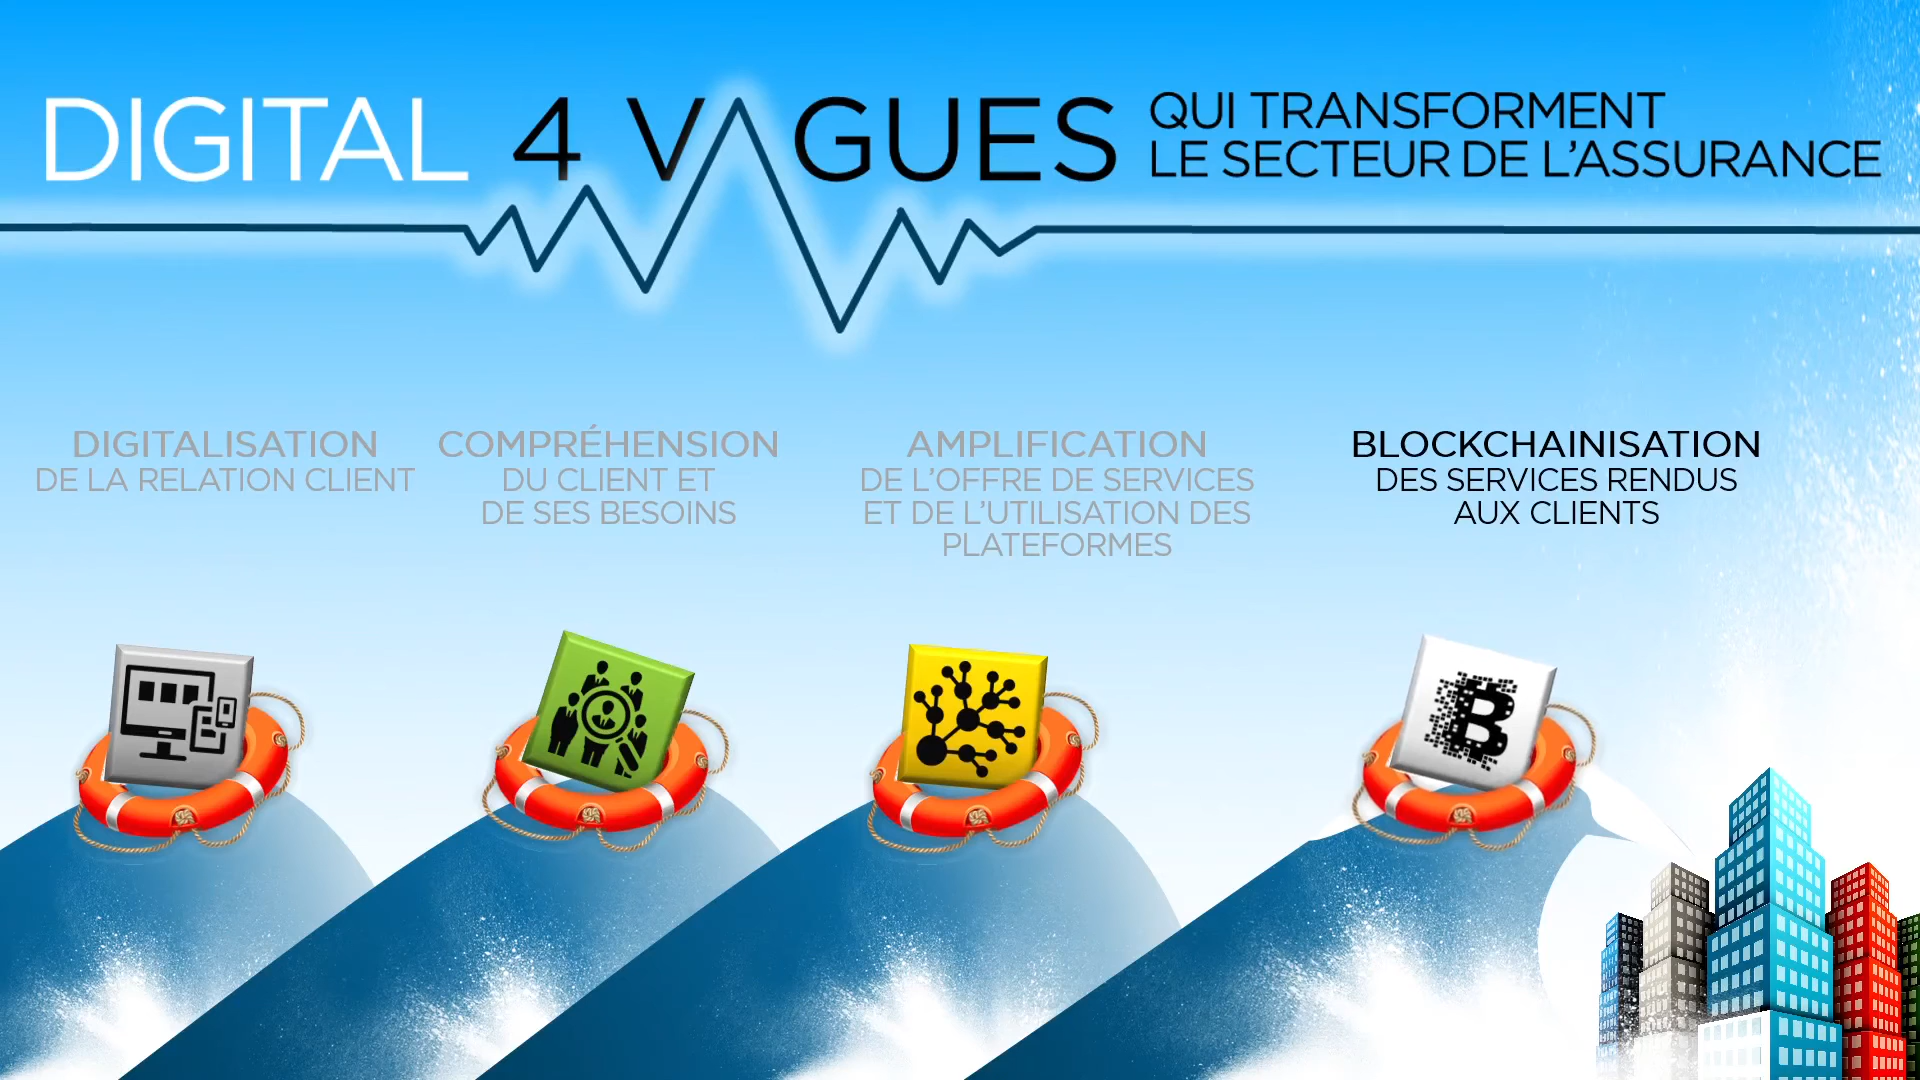 DIGITAL 4 VAGUES QUI TRANSFORMENT
LE SECTEUR DE L'ASSURANCE
DIGITALISATION
DE LA RELATION CLIENT
COMPRÉHENSION
DU CLIENT ET
DE SES BESOINS
AMPLIFICATION
DE L'OFFRE DE SERVICES
ET DE L'UTILISATION DES
PLATEFORMES
BLOCKCHAINISATION
DES SERVICES RENDUS
AUX CLIENTS
B